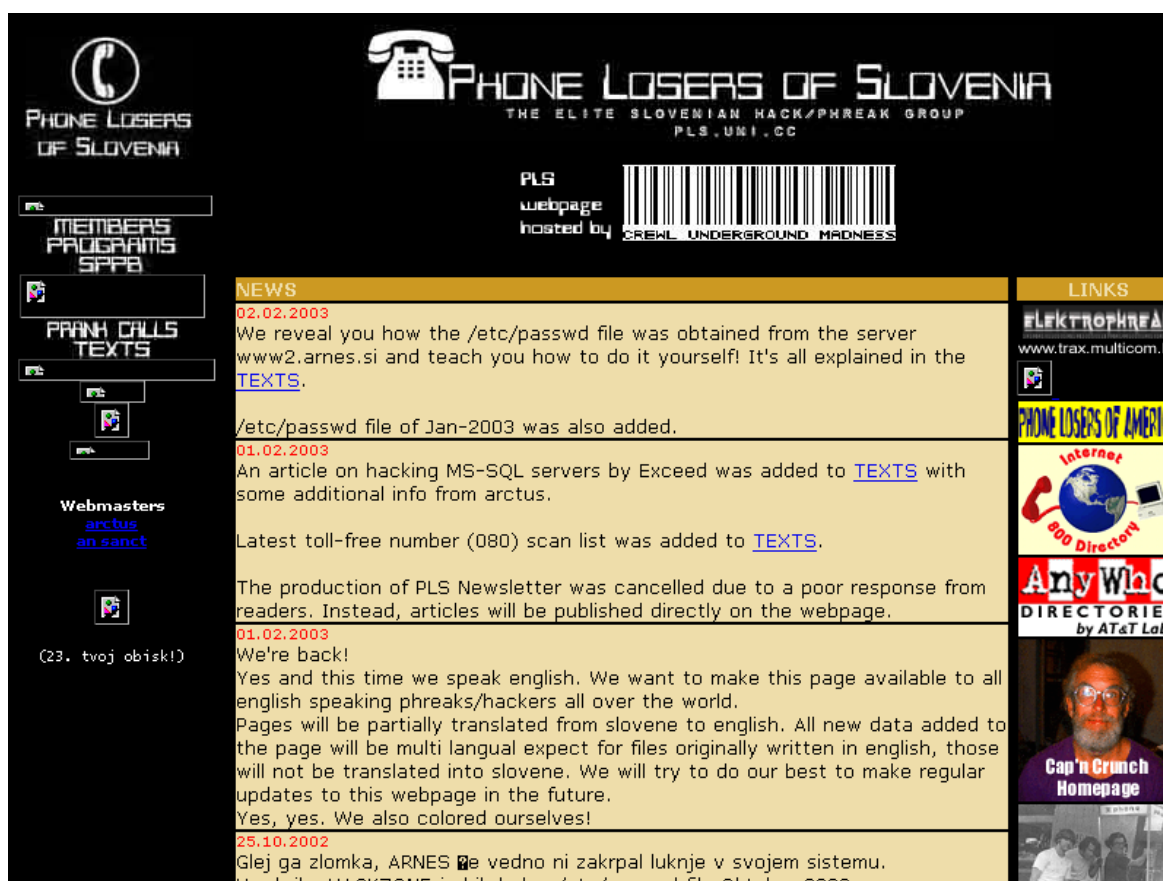 PHONE LOSERS OF SLOVENIA
THE ELITE SLOVENIAN HACK/PHREAK GROUP
PLS.UNI.CC
PHONE LOSERS
OF SLOVENIA
PLS
webpage
hosted by
CREWL UNDERGROUND MADNESS
MEMBERS
PROGRAMS
SPPB
PRANK CALLS
TEXTS
Webmasters
arctus
an sanct
(23. tvoj obisk!)
NEWS
02.02.2003
We reveal you how the /etc/passwd file was obtained from the server
www2.arnes.si and teach you how to do it yourself! It's all explained in the
TEXTS.
/etc/passwd file of Jan-2003 was also added.
01.02.2003
An article on hacking MS-SQL servers by Exceed was added to TEXTS with
some additional info from arctus.
Latest toll-free number (080) scan list was added to TEXTS.
The production of PLS Newsletter was cancelled due to a poor response from
readers. Instead, articles will be published directly on the webpage.
01.02.2003
We're back!
Yes and this time we speak english. We want to make this page available to all
english speaking phreaks/hackers all over the world.
Pages will be partially translated from slovene to english. All new data added to
the page will be multi langual expect for files originally written in english, those
will not be translated into slovene. We will try to do our best to make regular
updates to this webpage in the future.
Yes, yes. We also colored ourselves!
25.10.2002
Glej ga zlomka, ARNES �e vedno ni zakrpal luknje v svojem sistemu.
LINKS
ELEKTROPHREA
www.trax.multicom.
PHONE LOSERS OF AMERI
Internet
800 Directory
AnyWho
DIRECTORIE
by AT&T Lab
Cap'n Crunch
Homepage